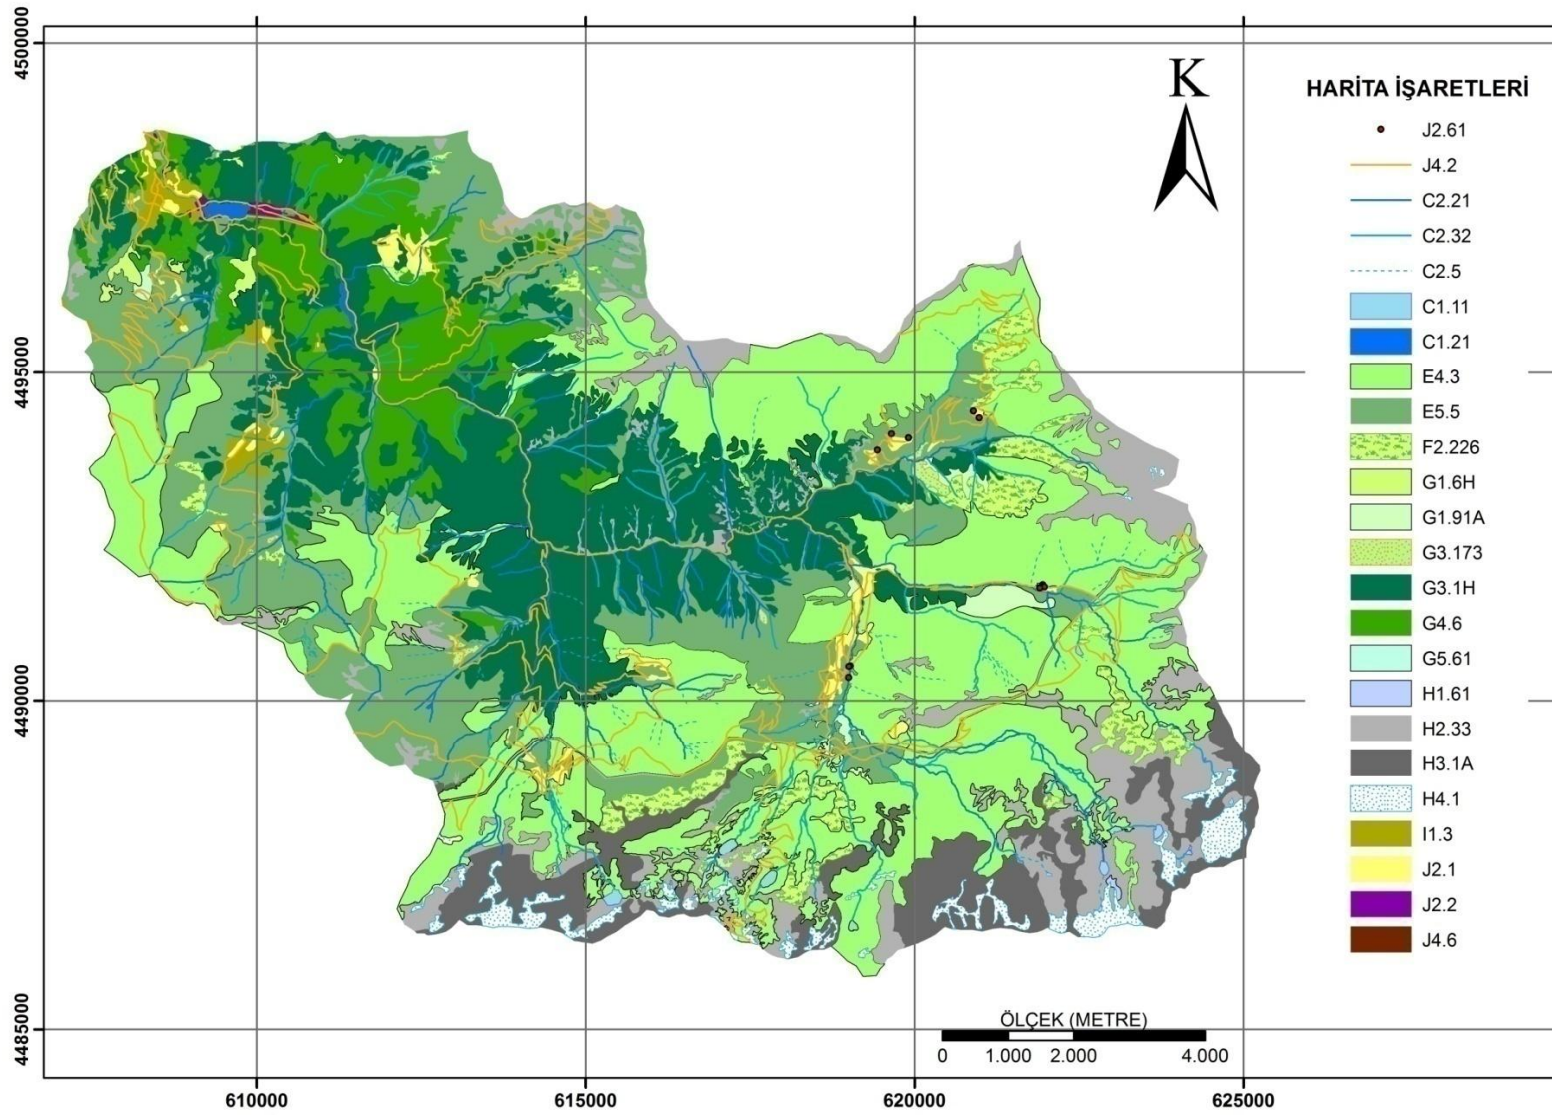 4500000
4495000
4490000
4485000
K
HARİTA İŞARETLERİ
J2.61
J4.2
C2.21
C2.32
C2.5
C1.11
C1.21
E4.3
E5.5
F2.226
G1.6H
G1.91A
G3.173
G3.1H
G4.6
G5.61
H1.61
H2.33
H3.1A
H4.1
I1.3
J2.1
J2.2
J4.6
ÖLÇEK (METRE)
0 1.000 2.000 4.000
610000 615000 620000 625000